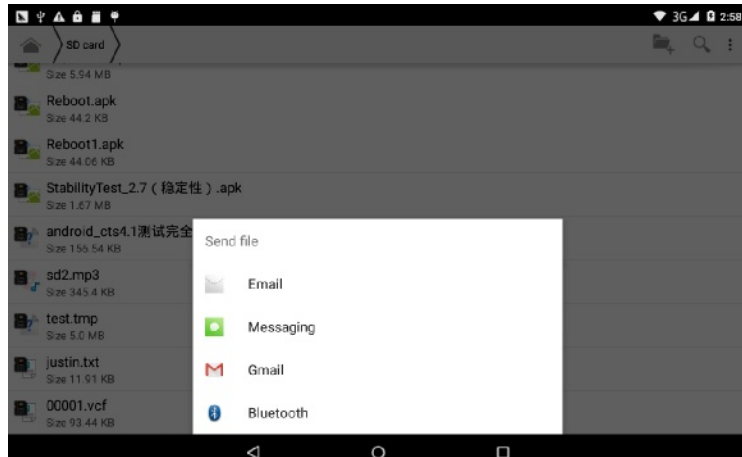 3G 2:58
SD card
Size 5.94 MB
Reboot.apk
Size 44.2 KB
Reboot1.apk
Size 44.06 KB
StabilityTest_2.7（稳定性）.apk
Size 1.67 MB
android_cts4.1测试完全
Size 156.54 KB
sd2.mp3
Size 345.4 KB
test.tmp
Size 5.0 MB
justin.txt
Size 11.91 KB
00001.vcf
Size 93.44 KB
Send file
Email
Messaging
Gmail
Bluetooth